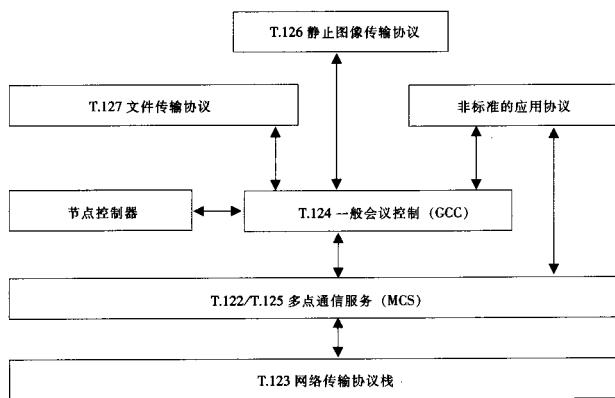 T.126 静止图像传输协议
T.127 文件传输协议
非标准的应用协议
节点控制器
T.124 一般会议控制（GCC）
T.122/T.125 多点通信服务（MCS）
T.123 网络传输协议栈